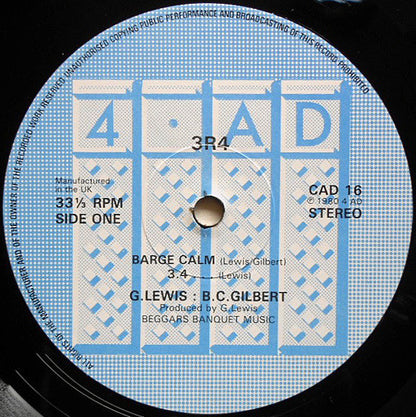 ALL RIGHTS OF THE MANUFACTURER AND OF THE OWNER OF THE RECORDED WORK RESERVED UNAUTHORISED COPYING PUBLIC PERFORMANCE AND BROADCASTING OF THIS RECORD PROHIBITED
4 · A D
3R4
Manufactured
in the UK
33⅓ RPM
SIDE ONE
CAD 16
℗ 1980 4 AD
STEREO
BARGE CALM (Lewis/Gilbert)
3.4 . . . . (Lewis)
G.LEWIS : B.C.GILBERT
Produced by G.Lewis
BEGGARS BANQUET MUSIC